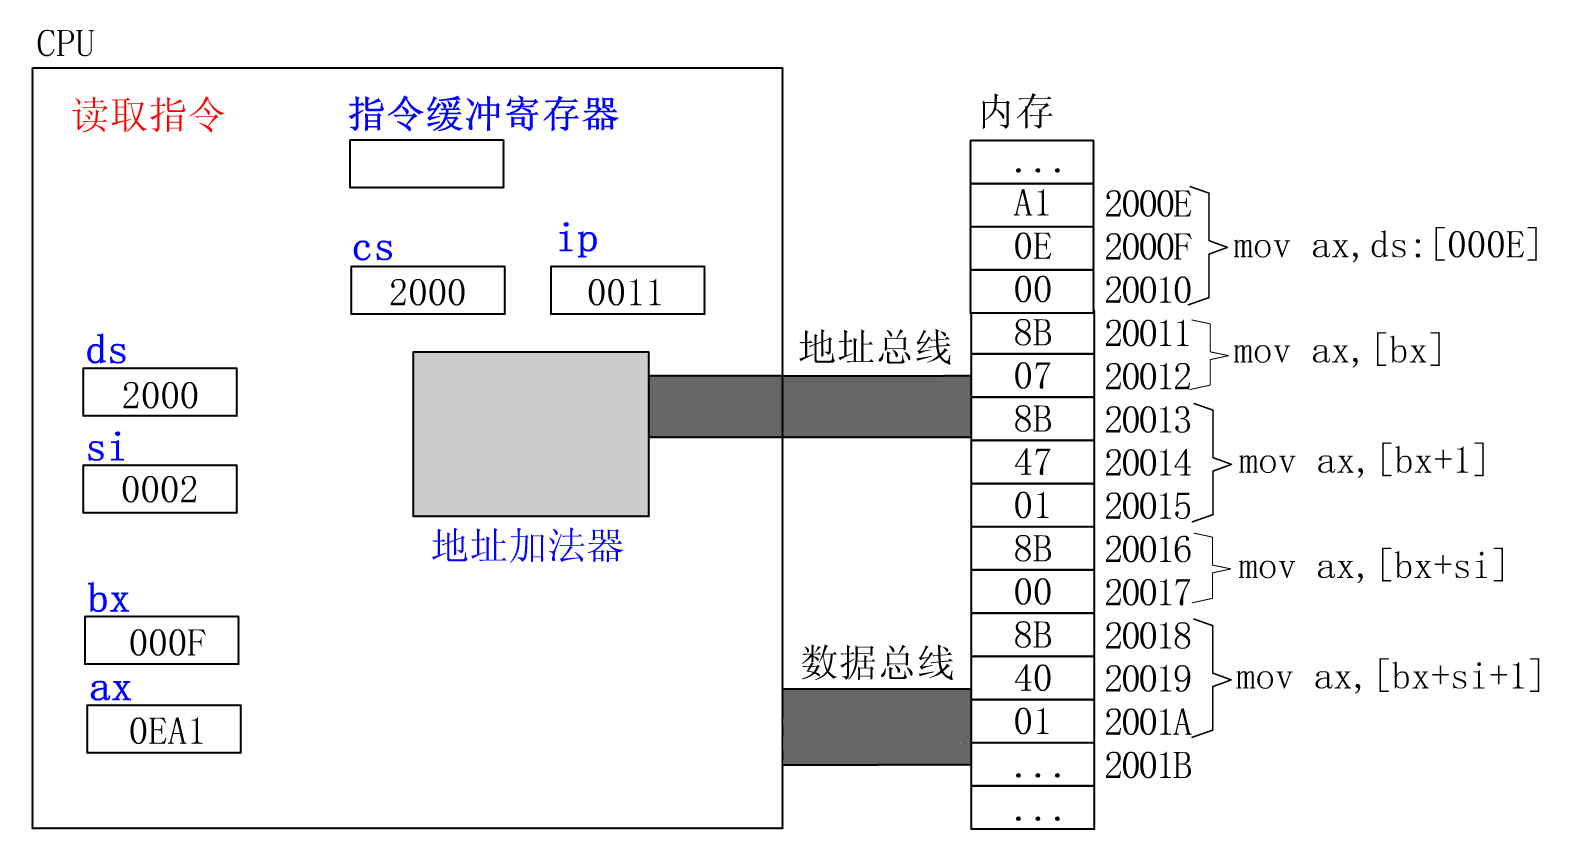 CPU
读取指令
指令缓冲寄存器
cs
2000
ip
0011
ds
2000
si
0002
地址加法器
bx
000F
ax
0EA1
地址总线
数据总线
内存
...
A1 2000E
0E 2000F
00 20010
mov ax,ds:[000E]
8B 20011
07 20012
mov ax,[bx]
8B 20013
47 20014
01 20015
mov ax,[bx+1]
8B 20016
00 20017
mov ax,[bx+si]
8B 20018
40 20019
01 2001A
mov ax,[bx+si+1]
... 2001B
...